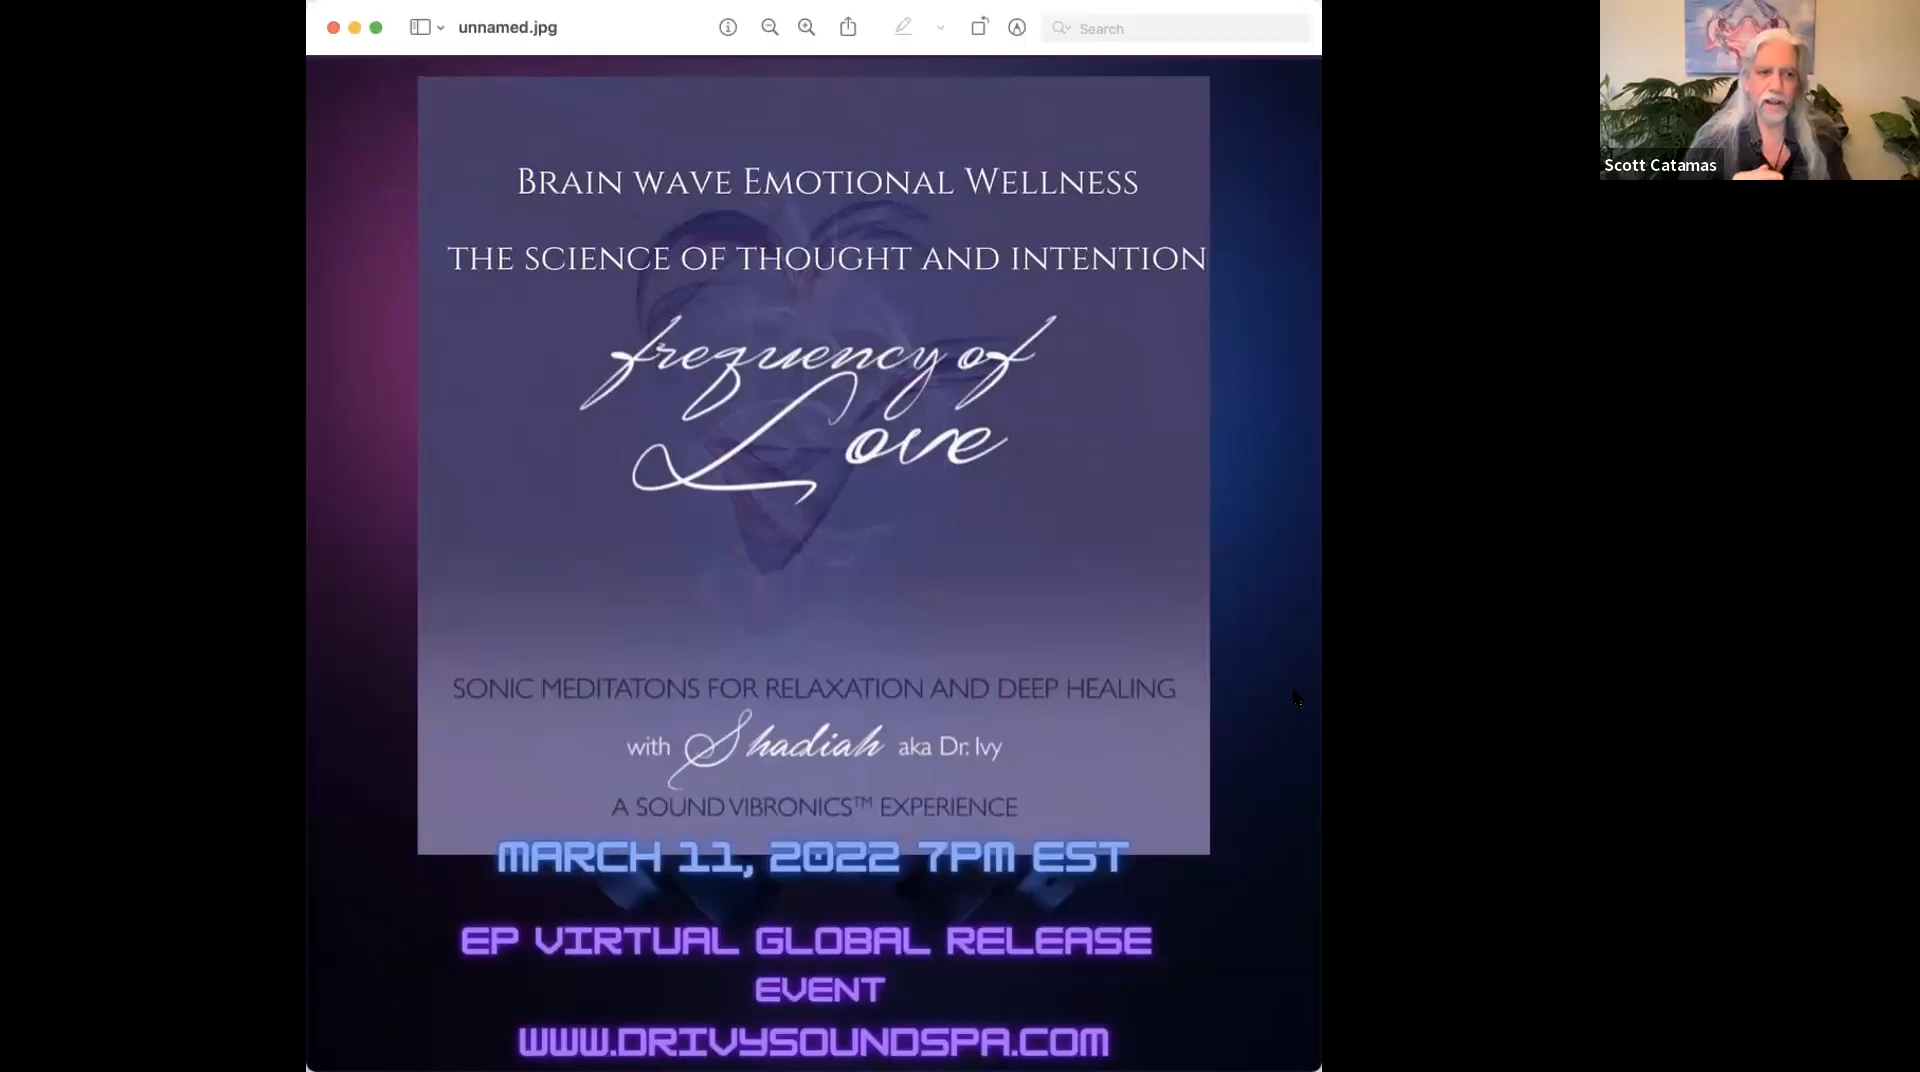 unnamed.jpg
Search
Scott Catamas
BRAIN WAVE EMOTIONAL WELLNESS
THE SCIENCE OF THOUGHT AND INTENTION
frequency of
Love
SONIC MEDITATONS FOR RELAXATION AND DEEP HEALING
with Shadiah aka Dr. Ivy
A SOUND VIBRONICS™ EXPERIENCE
MARCH 11, 2022 7PM EST
EP VIRTUAL GLOBAL RELEASE
EVENT
WWW.DRIVYSOUNDSPA.COM